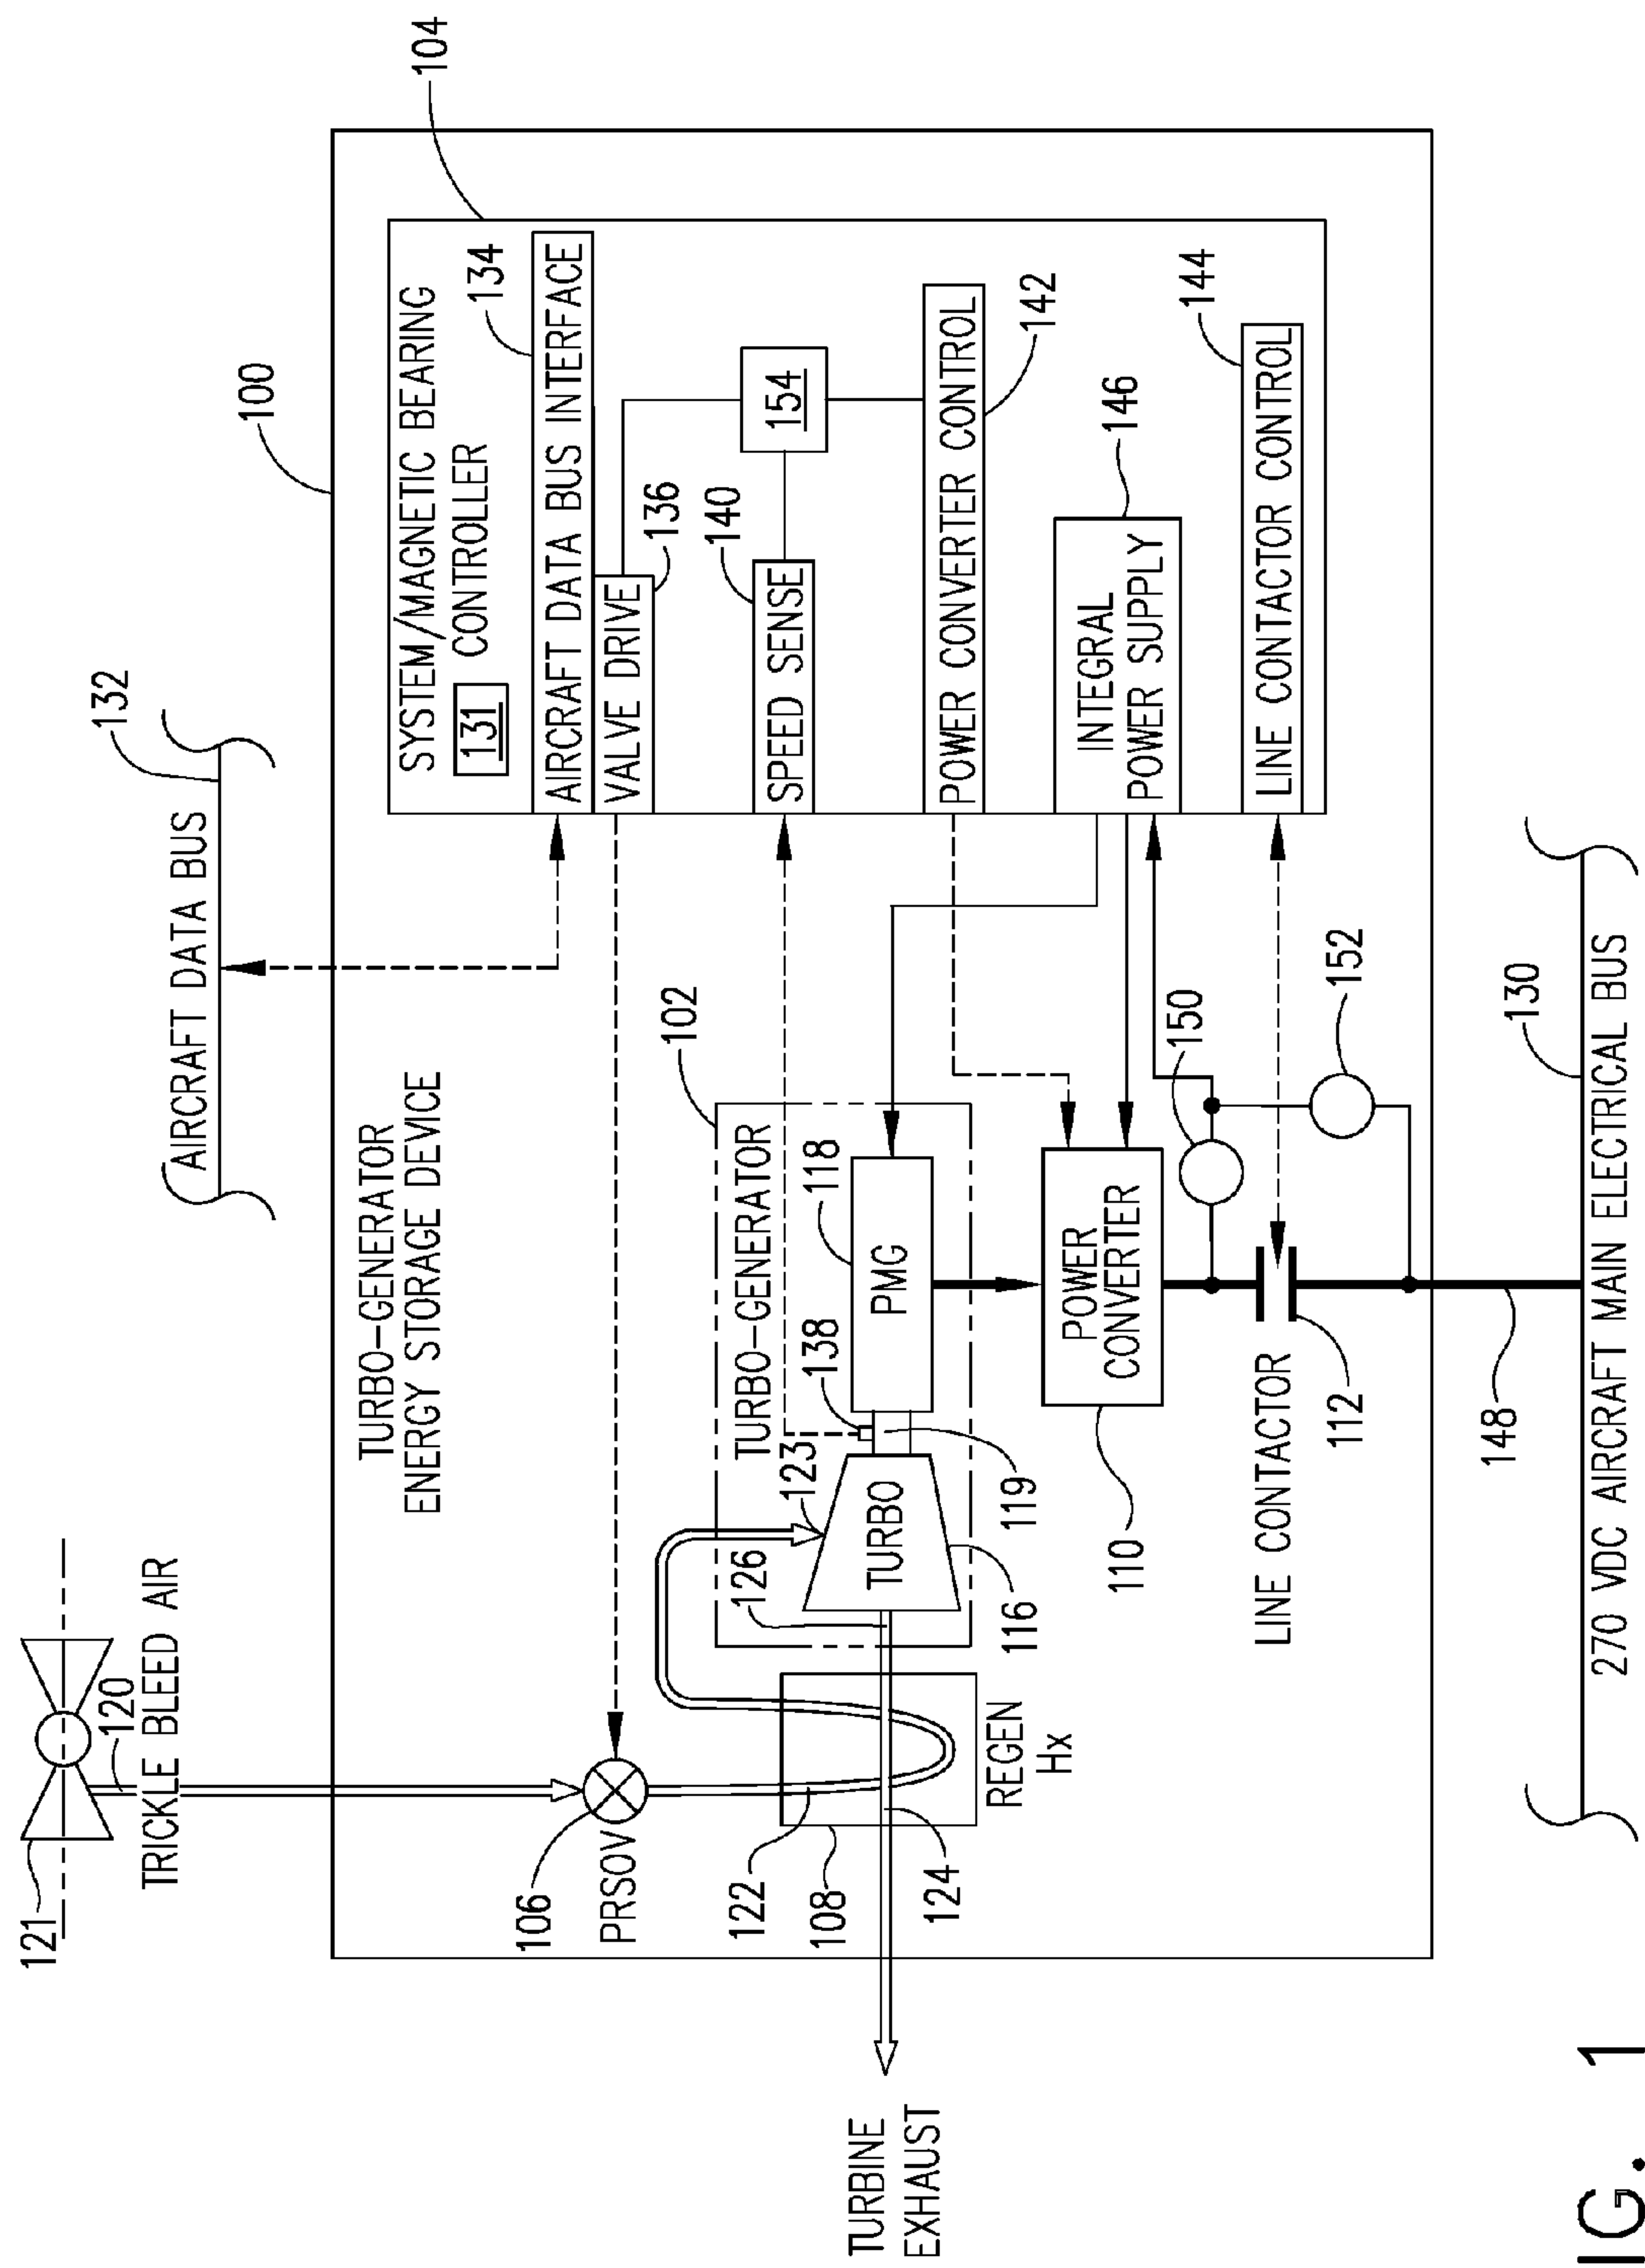 100
104
SYSTEM/MAGNETIC BEARING
CONTROLLER
131
134
AIRCRAFT DATA BUS INTERFACE
VALVE DRIVE
136
140
SPEED SENSE
154
POWER CONVERTER CONTROL
142
INTEGRAL
POWER SUPPLY
146
144
LINE CONTACTOR CONTROL
132
AIRCRAFT DATA BUS
TURBO-GENERATOR
ENERGY STORAGE DEVICE
102
TURBO-GENERATOR
118
PMG
138
123
119
TURBO
126
116
POWER
CONVERTER
110
150
152
LINE CONTACTOR
112
148
130
270 VDC AIRCRAFT MAIN ELECTRICAL BUS
121
120
TRICKLE BLEED AIR
106
PRSOV
122
108
124
REGEN
Hx
TURBINE
EXHAUST
IG. 1